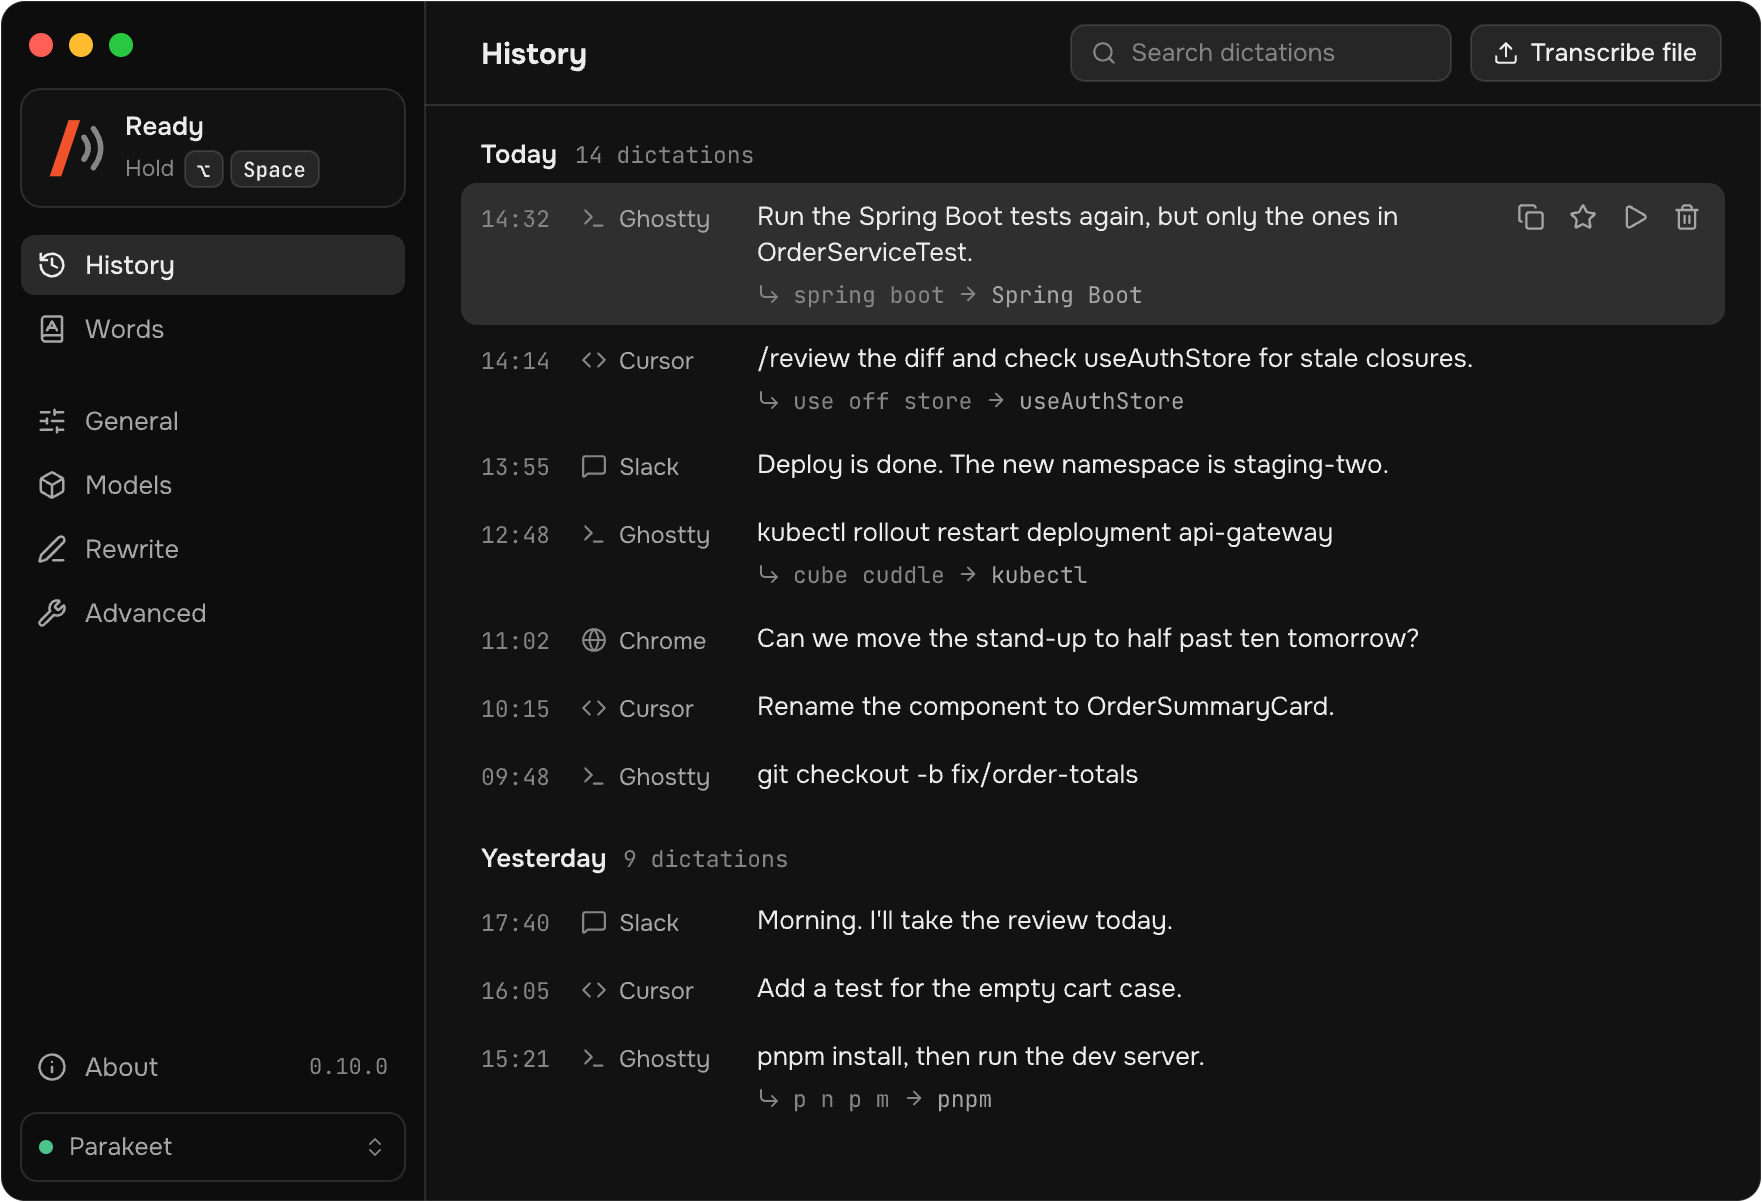 History
Search dictations
Transcribe file
Ready
Hold ⌥ Space
History
Words
General
Models
Rewrite
Advanced
About 0.10.0
Parakeet
Today 14 dictations
14:32 Ghostty Run the Spring Boot tests again, but only the ones in
OrderServiceTest.
↳ spring boot → Spring Boot
14:14 Cursor /review the diff and check useAuthStore for stale closures.
↳ use off store → useAuthStore
13:55 Slack Deploy is done. The new namespace is staging-two.
12:48 Ghostty kubectl rollout restart deployment api-gateway
↳ cube cuddle → kubectl
11:02 Chrome Can we move the stand-up to half past ten tomorrow?
10:15 Cursor Rename the component to OrderSummaryCard.
09:48 Ghostty git checkout -b fix/order-totals
Yesterday 9 dictations
17:40 Slack Morning. I'll take the review today.
16:05 Cursor Add a test for the empty cart case.
15:21 Ghostty pnpm install, then run the dev server.
↳ p n p m → pnpm